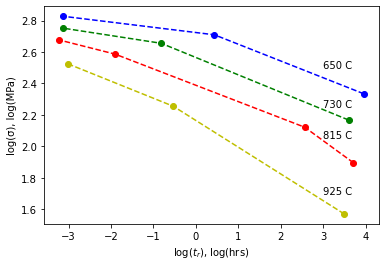 2.8
2.6
2.4
2.2
2.0
1.8
1.6
log(σ), log(MPa)
650 C
730 C
815 C
925 C
−3 −2 −1 0 1 2 3 4
log(t_r), log(hrs)